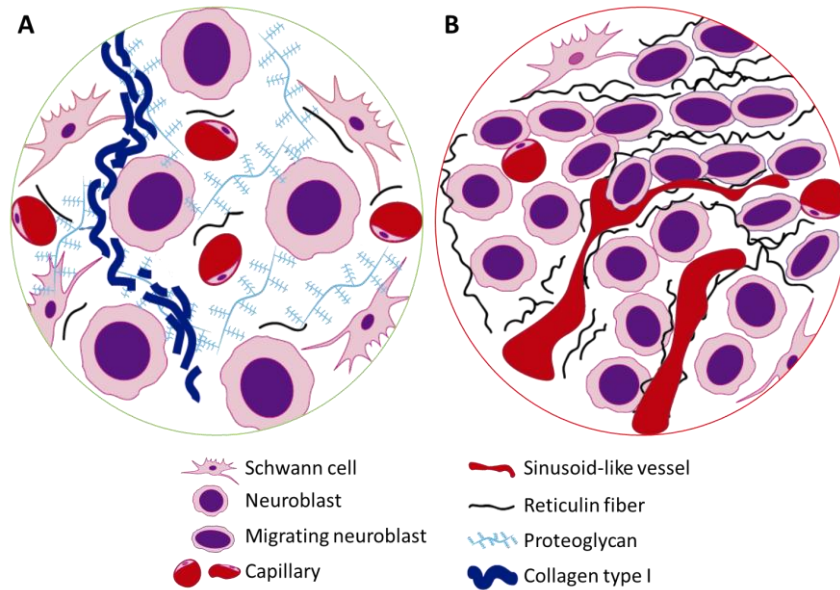 A
B
Schwann cell
Neuroblast
Migrating neuroblast
Capillary
Sinusoid-like vessel
Reticulin fiber
Proteoglycan
Collagen type I